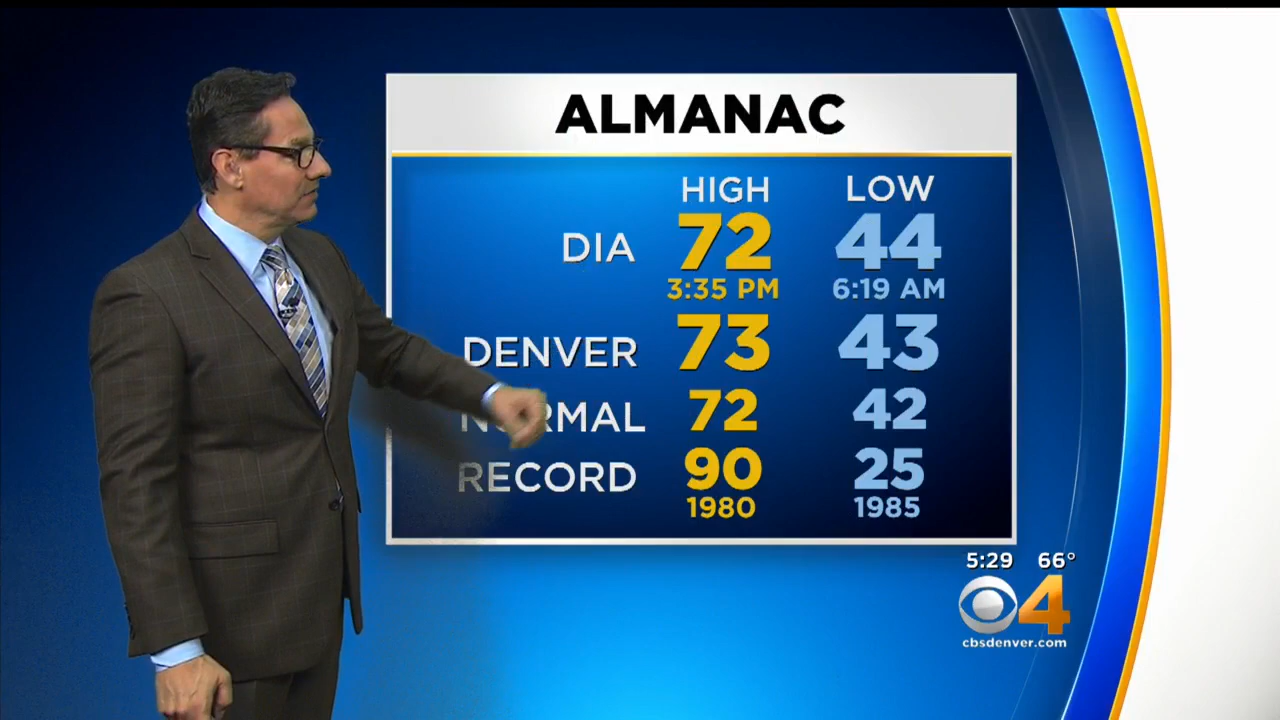 ALMANAC
HIGH LOW
DIA 72 44
3:35 PM 6:19 AM
DENVER 73 43
NORMAL 72 42
RECORD 90 25
1980 1985
5:29 66°
4
cbsdenver.com